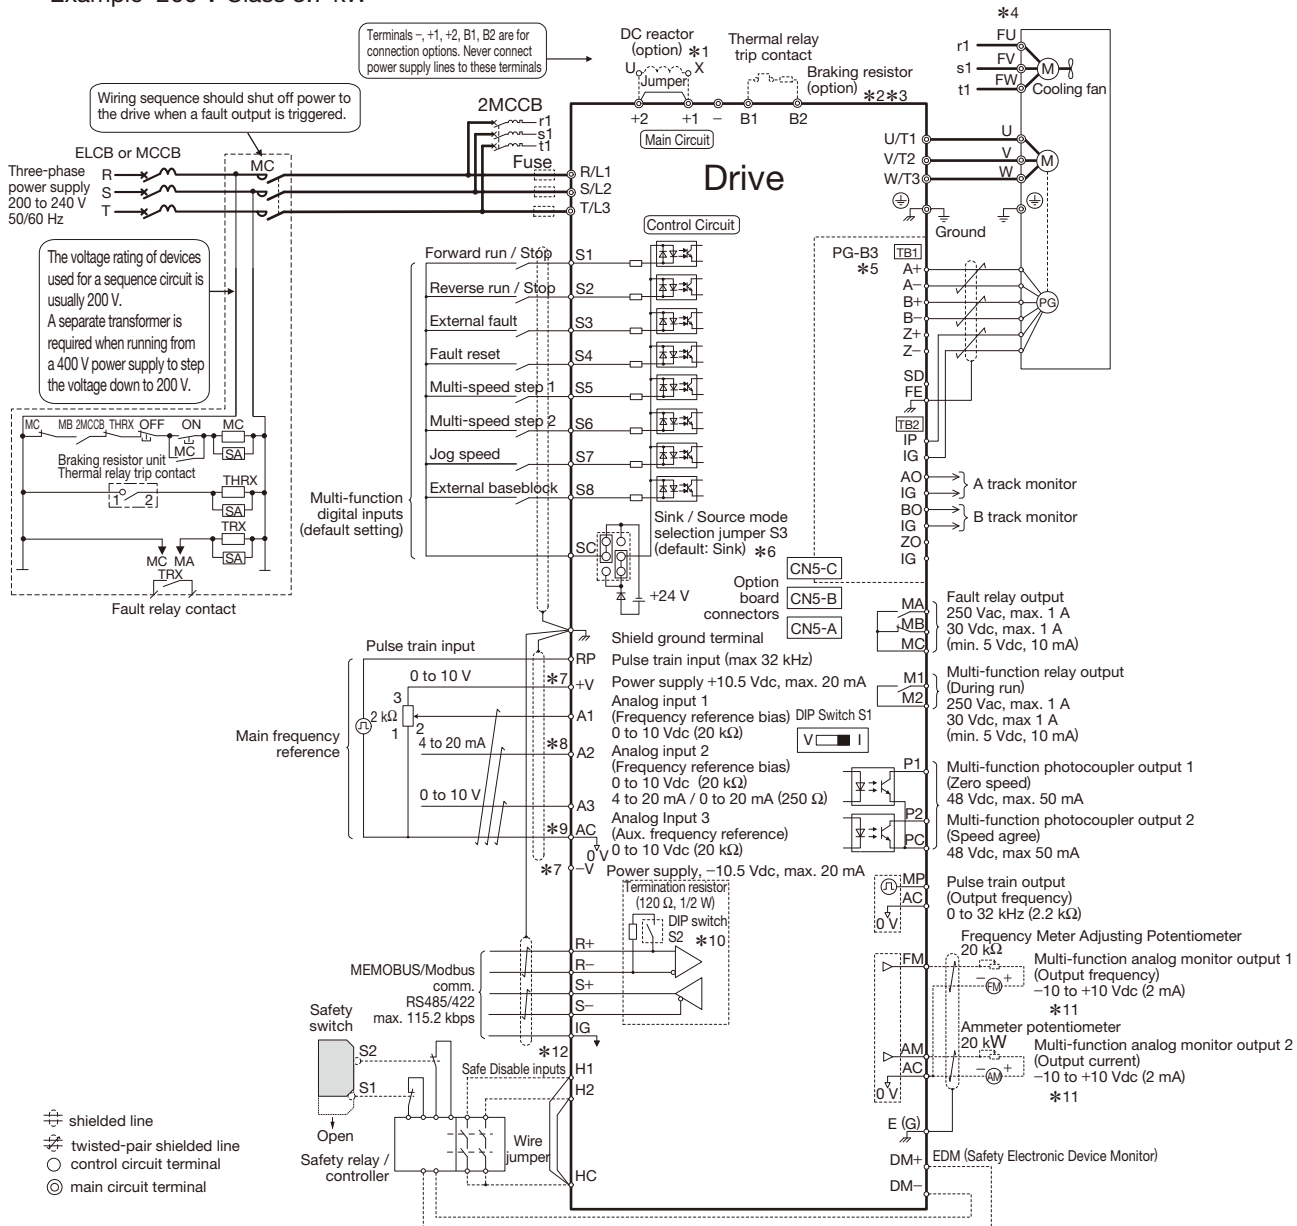 Terminals –, +1, +2, B1, B2 are for
connection options. Never connect
power supply lines to these terminals
DC reactor
(option) *1
U X
Jumper
+2 +1 – B1 B2
Thermal relay
trip contact
Braking resistor
(option) *2*3
Main Circuit
*4
r1 FU
s1 FV
t1 FW
M
Cooling fan
Wiring sequence should shut off power to
the drive when a fault output is triggered.
2MCCB
r1
s1
t1
Fuse
ELCB or MCCB
MC
Three-phase
power supply
200 to 240 V
50/60 Hz
R
S
T
R/L1
S/L2
T/L3
Drive
U/T1 U
V/T2 V
W/T3 W
M
Ground
Control Circuit
The voltage rating of devices
used for a sequence circuit is
usually 200 V.
A separate transformer is
required when running from
a 400 V power supply to step
the voltage down to 200 V.
MC MB 2MCCB THRX OFF ON MC
MC
SA
Braking resistor unit
Thermal relay trip contact
1 2
THRX
SA
TRX
SA
MC MA
TRX
Fault relay contact
Multi-function
digital inputs
(default setting)
Forward run / Stop S1
Reverse run / Stop S2
External fault S3
Fault reset S4
Multi-speed step 1 S5
Multi-speed step 2 S6
Jog speed S7
External baseblock S8
SC
Sink / Source mode
selection jumper S3
(default: Sink) *6
+24 V
Option
board
connectors
CN5-C
CN5-B
CN5-A
PG-B3
*5
TB1
A+
A–
B+
B–
Z+
Z–
PG
SD
FE
TB2
IP
IG
AO
IG
A track monitor
BO
IG
B track monitor
ZO
IG
Shield ground terminal
Pulse train input
RP
Pulse train input (max 32 kHz)
0 to 10 V
*7
+V
Power supply +10.5 Vdc, max. 20 mA
Main frequency
reference
2 kΩ
3
2
1
A1
Analog input 1
(Frequency reference bias)
0 to 10 Vdc (20 kΩ)
DIP Switch S1
V I
4 to 20 mA
*8
A2
Analog input 2
(Frequency reference bias)
0 to 10 Vdc (20 kΩ)
4 to 20 mA / 0 to 20 mA (250 Ω)
0 to 10 V
A3
Analog Input 3
(Aux. frequency reference)
0 to 10 Vdc (20 kΩ)
*9
AC
0 V
*7
–V
Power supply, –10.5 Vdc, max. 20 mA
MA
MB
MC
Fault relay output
250 Vac, max. 1 A
30 Vdc, max. 1 A
(min. 5 Vdc, 10 mA)
M1
M2
Multi-function relay output
(During run)
250 Vac, max. 1 A
30 Vdc, max 1 A
(min. 5 Vdc, 10 mA)
P1
Multi-function photocoupler output 1
(Zero speed)
48 Vdc, max. 50 mA
P2
PC
Multi-function photocoupler output 2
(Speed agree)
48 Vdc, max 50 mA
MP
AC
0 V
Pulse train output
(Output frequency)
0 to 32 kHz (2.2 kΩ)
Frequency Meter Adjusting Potentiometer
20 kΩ
FM
– FM +
Multi-function analog monitor output 1
(Output frequency)
–10 to +10 Vdc (2 mA)
*11
Ammeter potentiometer
20 kW
AM
AC
0 V
– AM +
Multi-function analog monitor output 2
(Output current)
–10 to +10 Vdc (2 mA)
*11
E (G)
DM+
EDM (Safety Electronic Device Monitor)
DM–
Termination resistor
(120 Ω, 1/2 W)
DIP switch
S2 *10
MEMOBUS/Modbus
comm.
RS485/422
max. 115.2 kbps
R+
R–
S+
S–
IG
*12
Safe Disable inputs
H1
H2
HC
Wire
jumper
Safety
switch
S2
S1
Open
Safety relay /
controller
shielded line
twisted-pair shielded line
control circuit terminal
main circuit terminal